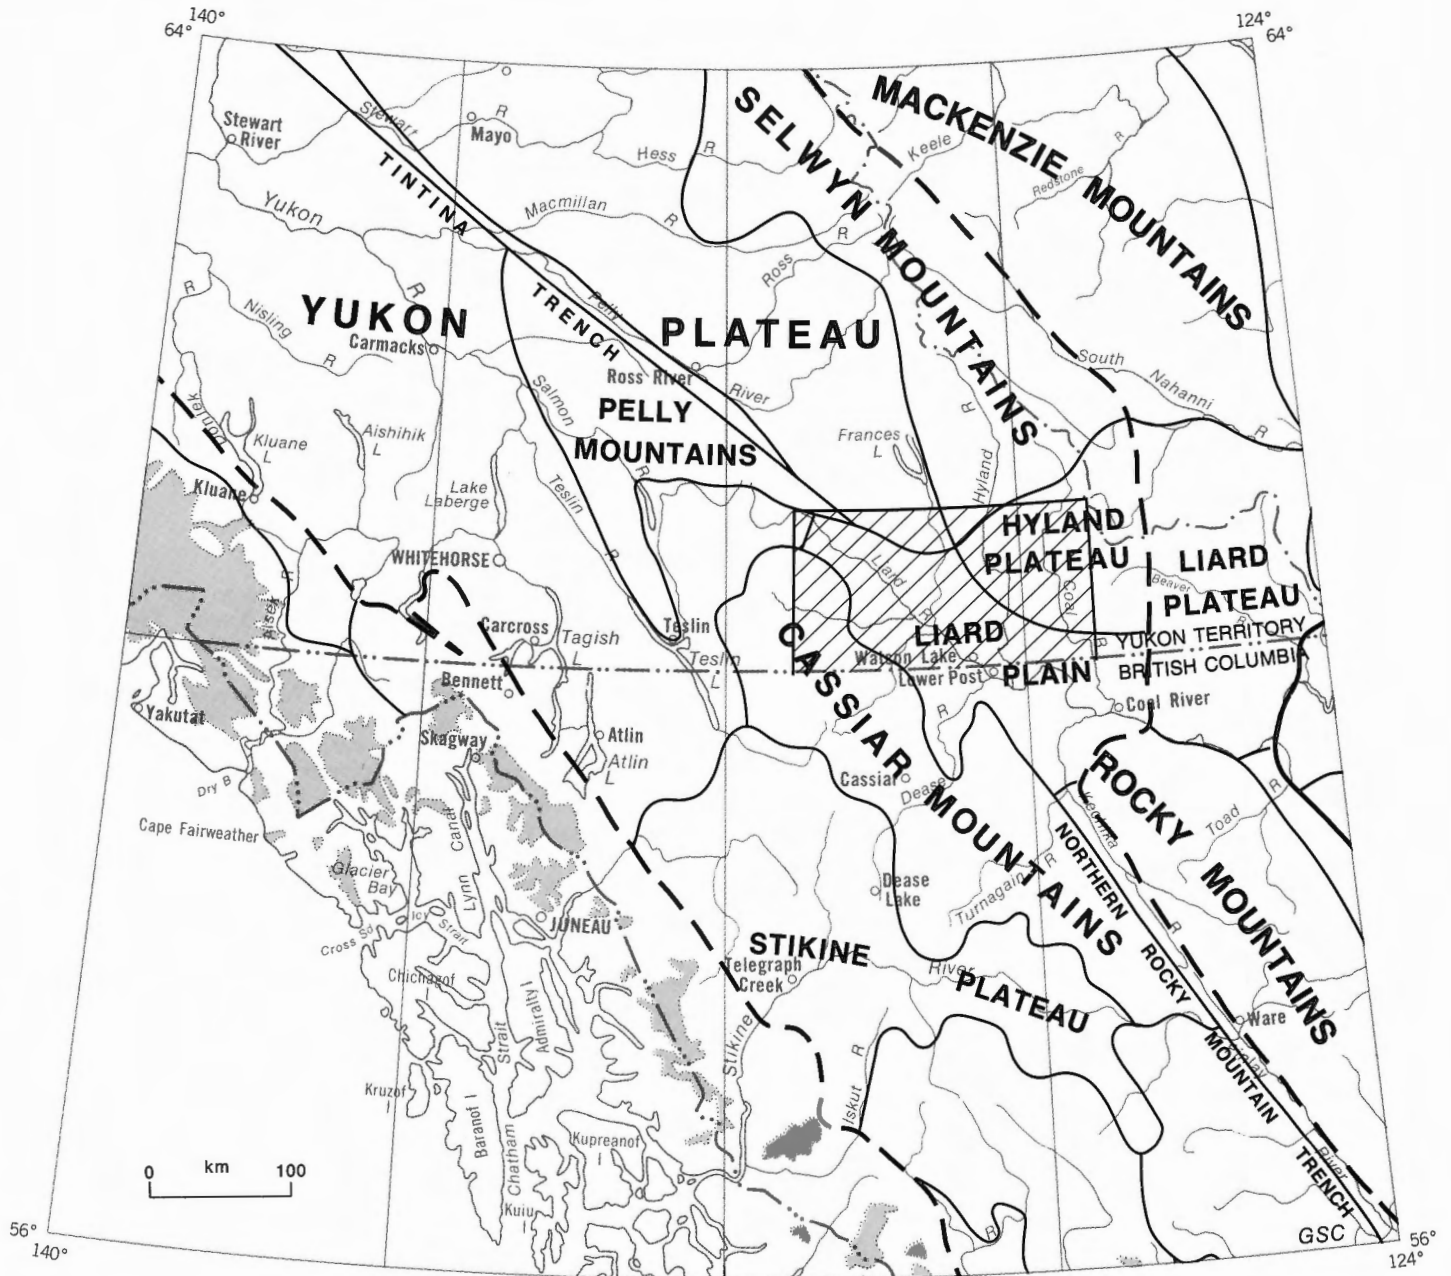 140°
64°
124°
64°
MACKENZIE MOUNTAINS
SELWYN MOUNTAINS
Stewart
River
Stewart
R
Mayo
Hess R
Keele
R
Redstone
TINTINA
TRENCH
Yukon
R
Macmillan R
R
Ross
R
Nisling
R
YUKON
PLATEAU
Carmacks
Pelly
River
Ross River
South
Nahanni
R
Salmon
R
PELLY
MOUNTAINS
R
Donjek
Kluane
L
Aishihik
L
Kluane
Frances
L
Hyland
Lake
Laberge
Teslin
R
HYLAND
PLATEAU
LIARD
PLATEAU
WHITEHORSE
Liard
R
Coal
R
Beaver
R
Alsek
R
Carcross
Tagish
L
Teslin
Teslin
L
LIARD
PLAIN
Watson Lake
Lower Post
YUKON TERRITORY
BRITISH COLUMBIA
Bennett
CASSIAR MOUNTAINS
Coal River
R
Yakutat
Skagway
Atlin
Atlin
L
Cassiar
Dease
ROCKY MOUNTAINS
Dry B
Cape Fairweather
Canal
Lynn
Kechika
R
Toad
R
NORTHERN ROCKY MOUNTAIN TRENCH
Glacier
Bay
Dease
Lake
Turnagain
R
Icy
Strait
Cross Sd
JUNEAU
STIKINE
PLATEAU
Telegraph
Creek
River
Chichagof
I
Admiralty I
Strait
Chatham
Stikine
Ware
Finlay
River
Kruzof
I
Baranof I
Iskut
R
Kupreanof
I
0 km 100
Kuiu
I
R
GSC
56°
140°
56°
124°